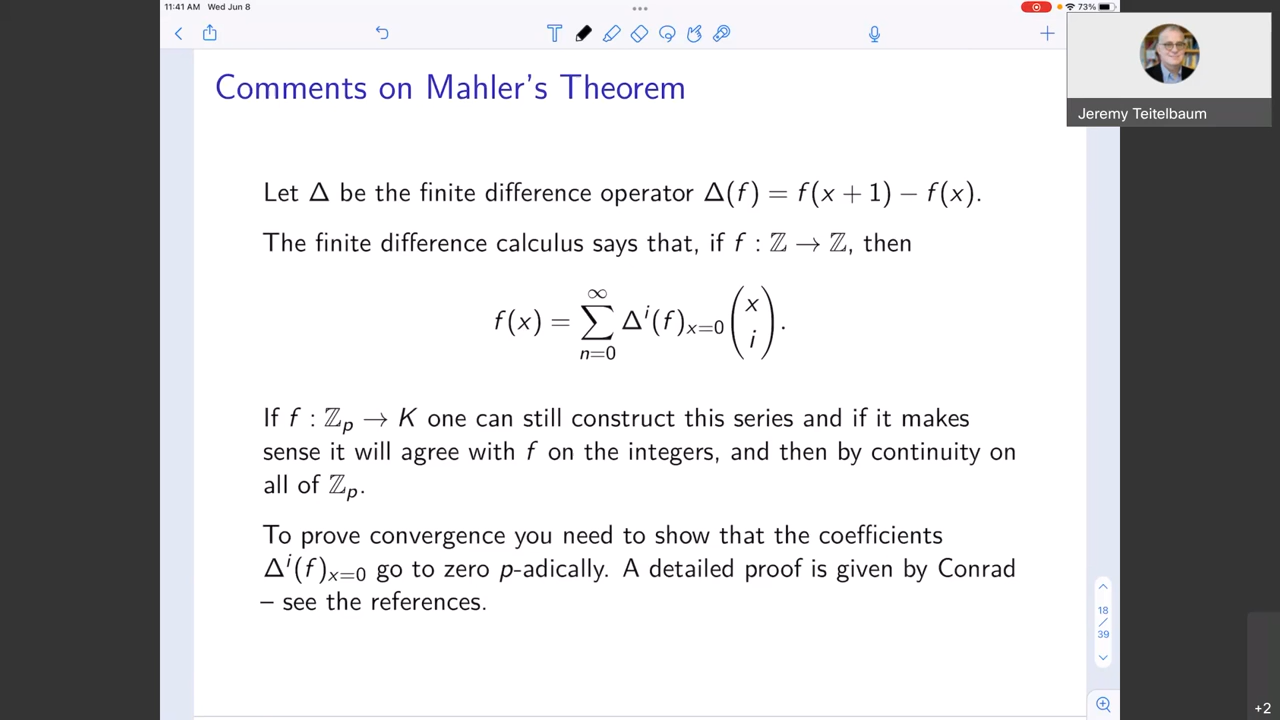 11:41 AM Wed Jun 8
73%
Comments on Mahler's Theorem
Jeremy Teitelbaum
Let Δ be the finite difference operator Δ(f) = f(x + 1) − f(x).
The finite difference calculus says that, if f : ℤ → ℤ, then
f(x) = ∑_{n=0}^{∞} Δ^i(f)_{x=0} \binom{x}{i}.
If f : ℤ_p → K one can still construct this series and if it makes
sense it will agree with f on the integers, and then by continuity on
all of ℤ_p.
To prove convergence you need to show that the coefficients
Δ^i(f)_{x=0} go to zero p-adically. A detailed proof is given by Conrad
– see the references.
18
/
39
+2